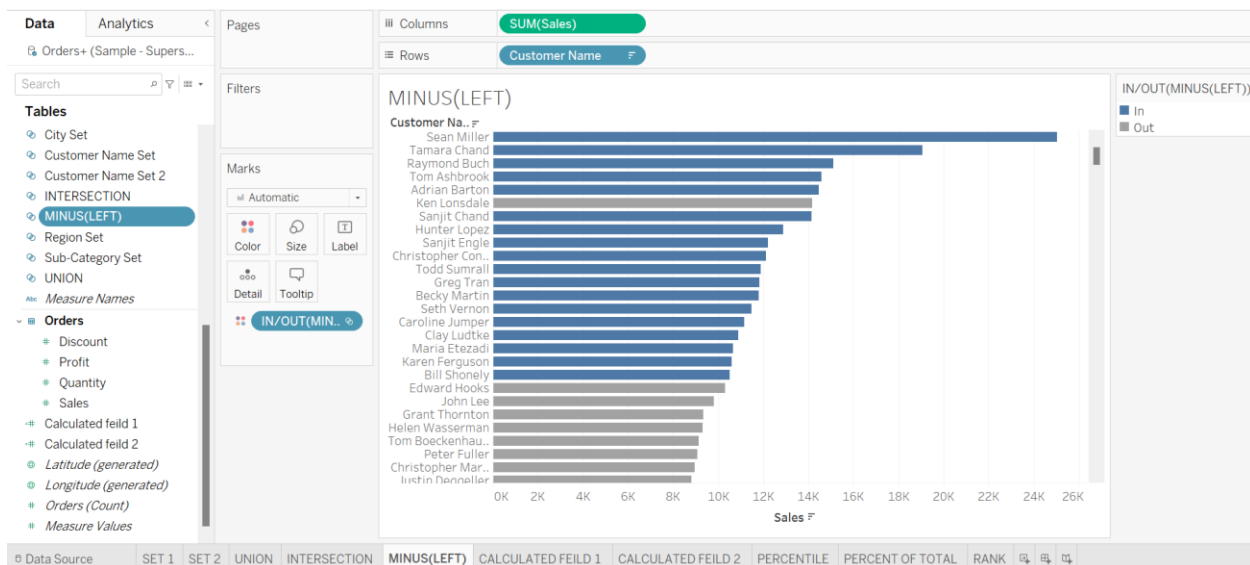 Data Analytics
Orders+ (Sample - Supers...
Search
Tables
City Set
Customer Name Set
Customer Name Set 2
INTERSECTION
MINUS(LEFT)
Region Set
Sub-Category Set
UNION
Abc Measure Names
Orders
Discount
Profit
Quantity
Sales
Calculated feild 1
Calculated feild 2
Latitude (generated)
Longitude (generated)
Orders (Count)
Measure Values
Pages
Filters
Marks
Automatic
Color Size Label
Detail Tooltip
IN/OUT(MIN..
Columns SUM(Sales)
Rows Customer Name
MINUS(LEFT)
Customer Na..
Sean Miller
Tamara Chand
Raymond Buch
Tom Ashbrook
Adrian Barton
Ken Lonsdale
Sanjit Chand
Hunter Lopez
Sanjit Engle
Christopher Con..
Todd Sumrall
Greg Tran
Becky Martin
Seth Vernon
Caroline Jumper
Clay Ludtke
Maria Etezadi
Karen Ferguson
Bill Shonely
Edward Hooks
John Lee
Grant Thornton
Helen Wasserman
Tom Boeckenhau..
Peter Fuller
Christopher Mar..
Justin Deggeller
0K 2K 4K 6K 8K 10K 12K 14K 16K 18K 20K 22K 24K 26K
Sales
IN/OUT(MINUS(LEFT))
In
Out
Data Source SET 1 SET 2 UNION INTERSECTION MINUS(LEFT) CALCULATED FEILD 1 CALCULATED FEILD 2 PERCENTILE PERCENT OF TOTAL RANK